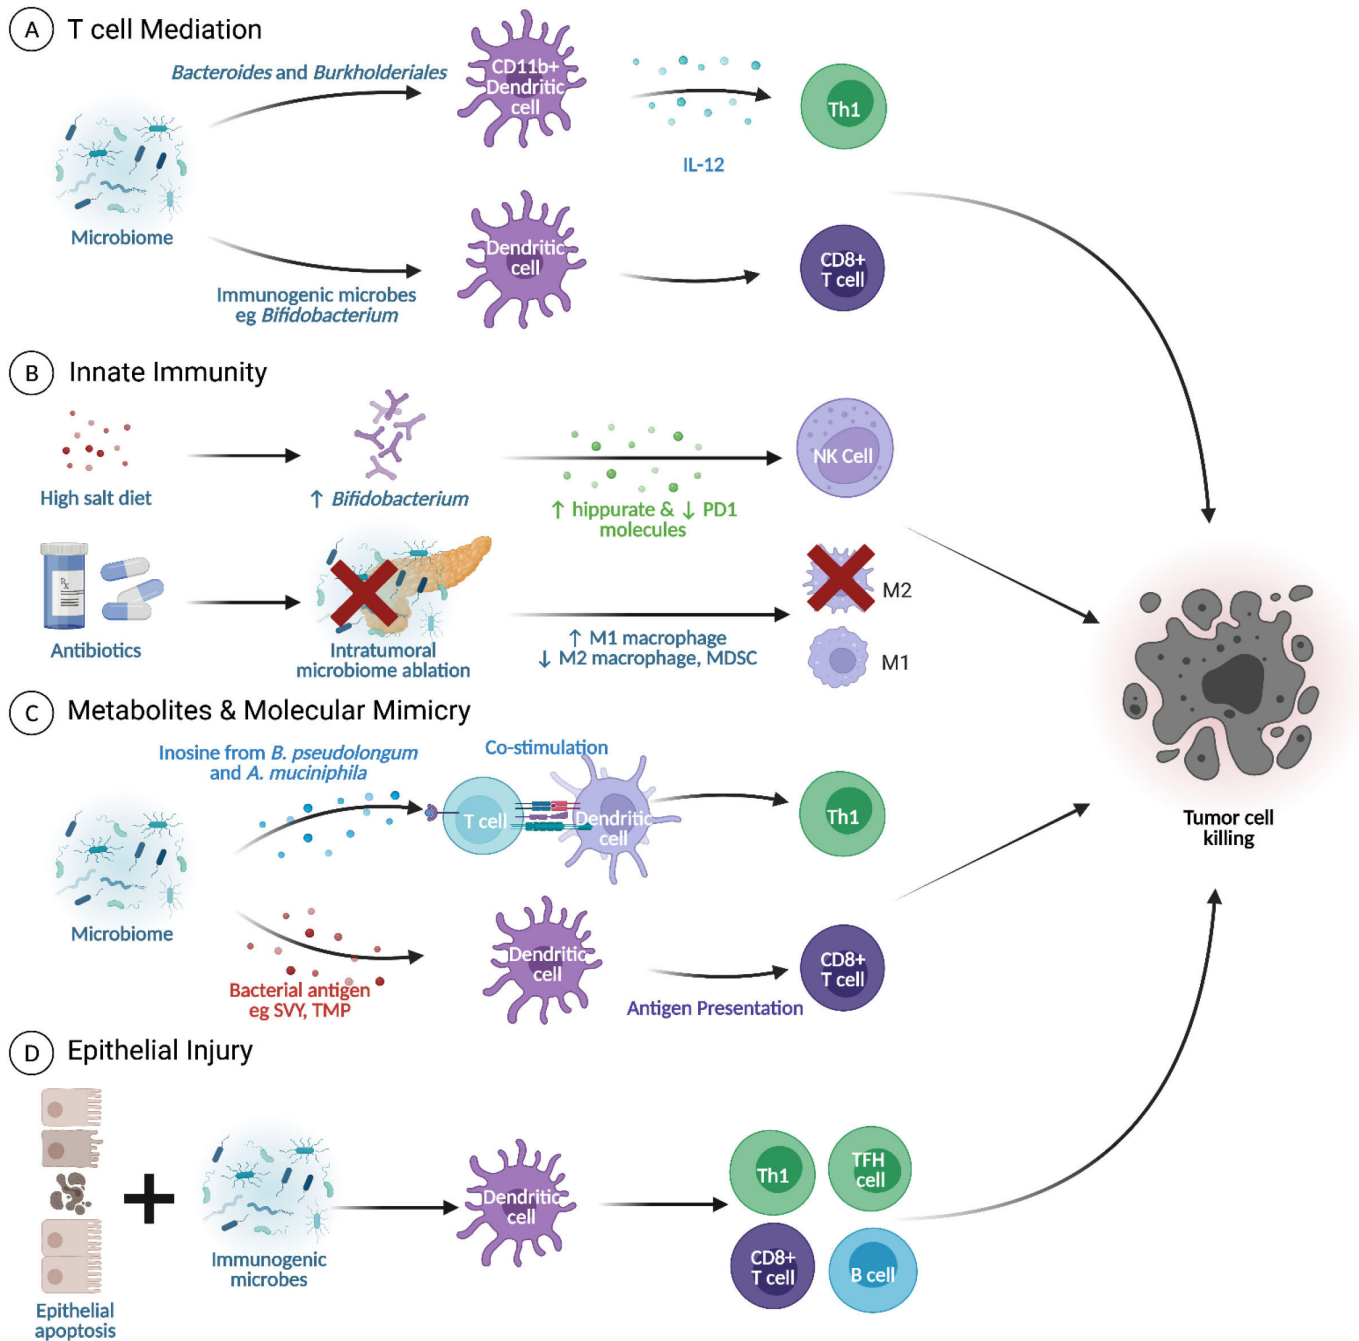 A T cell Mediation
Bacteroides and Burkholderiales
CD11b+
Dendritic
cell
Th1
IL-12
Microbiome
Dendritic
cell
CD8+
T cell
Immunogenic microbes
eg Bifidobacterium
B Innate Immunity
NK Cell
High salt diet
↑ Bifidobacterium
↑ hippurate & ↓ PD1
molecules
Rx
M2
Antibiotics
Intratumoral
microbiome ablation
↑ M1 macrophage
↓ M2 macrophage, MDSC
M1
C Metabolites & Molecular Mimicry
Inosine from B. pseudolongum
and A. muciniphila
Co-stimulation
T cell
Dendritic
cell
Th1
Tumor cell
killing
Microbiome
Dendritic
cell
CD8+
T cell
Bacterial antigen
eg SVY, TMP
Antigen Presentation
D Epithelial Injury
Immunogenic
microbes
Dendritic
cell
Th1
TFH
cell
CD8+
T cell
B cell
Epithelial
apoptosis